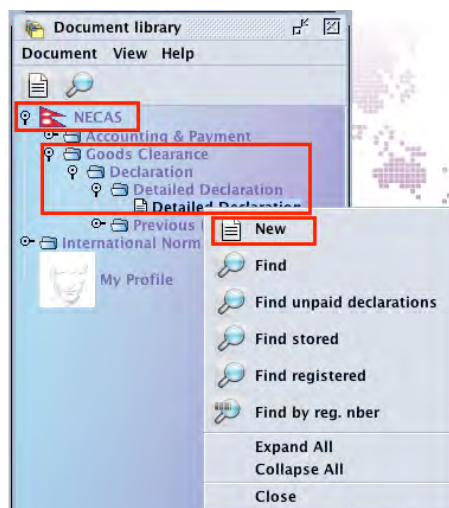 Document library
Document View Help
NECAS
Accounting & Payment
Goods Clearance
Declaration
Detailed Declaration
Detailed Declaration
Previous
International Norm
My Profile
New
Find
Find unpaid declarations
Find stored
Find registered
Find by reg. nber
Expand All
Collapse All
Close